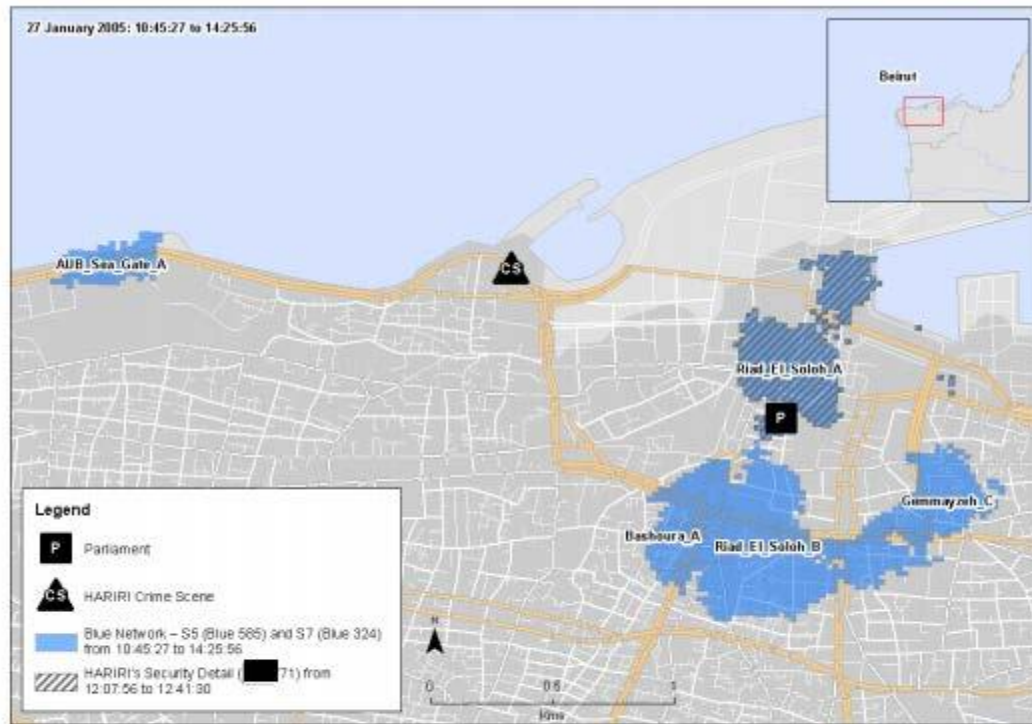 27 January 2005: 10:45:27 to 14:25:56
Beirut
AUB_Sea_Gate_A
CS
Riad_El_Soloh_A
P
Gemmayzeh_C
Bashoura_A
Riad_El_Soloh_B
Legend
P Parliament
CS HARIRI Crime Scene
Blue Network – S5 (Blue 585) and S7 (Blue 324)
from 10:45:27 to 14:25:56
HARIRI's Security Detail ( 71) from
12:07:56 to 12:41:30
N
0 0.5 1
Kms